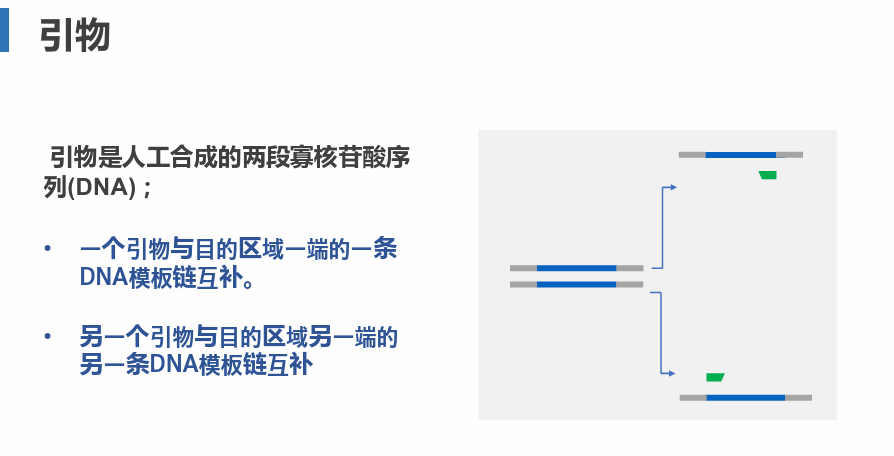 引物
引物是人工合成的两段寡核苷酸序
列(DNA)；
• 一个引物与目的区域一端的一条
DNA模板链互补。
• 另一个引物与目的区域另一端的
另一条DNA模板链互补